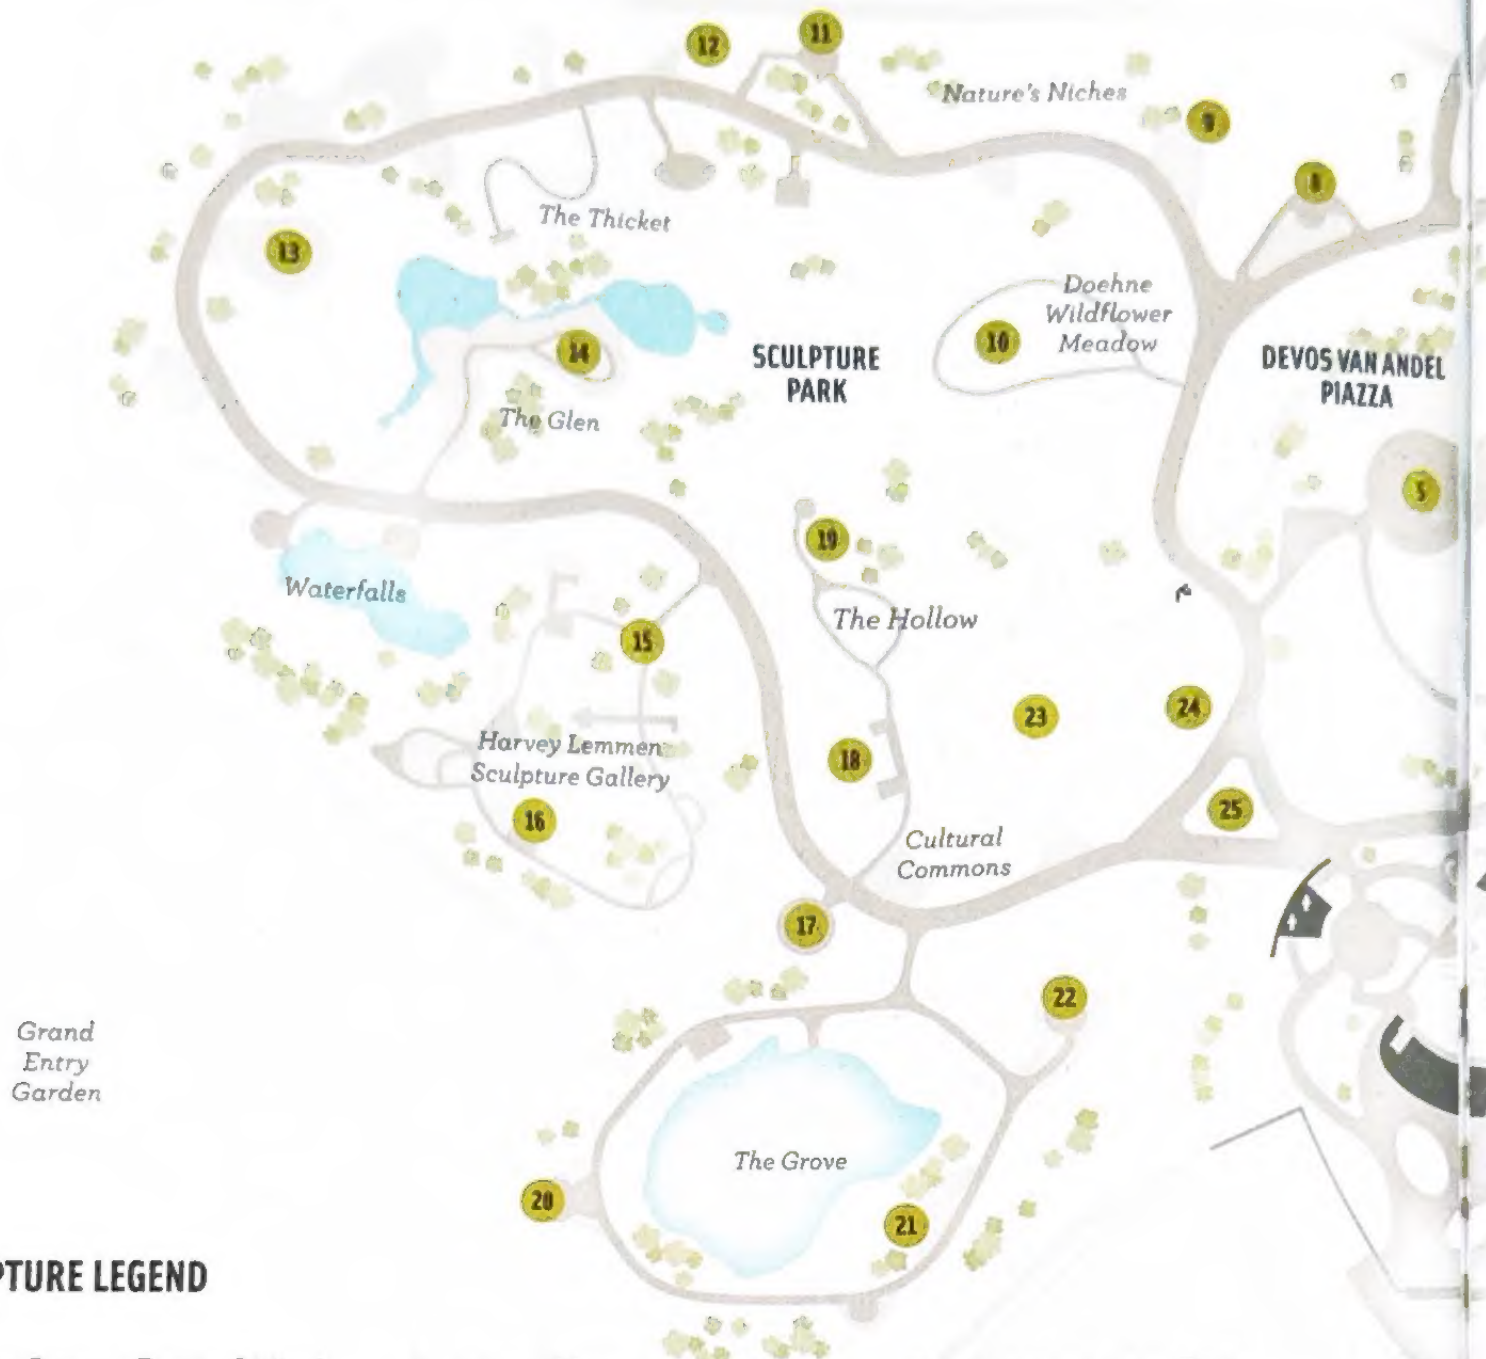 12
11
Nature's Niches
9
8
The Thicket
13
Doehne
Wildflower
Meadow
10
14
SCULPTURE
PARK
DEVOS VAN ANDEL
PIAZZA
The Glen
5
19
Waterfalls
The Hollow
15
23
24
Harvey Lemmen
Sculpture Gallery
18
16
25
Cultural
Commons
17
22
Grand
Entry
Garden
The Grove
20
21
PTURE LEGEND